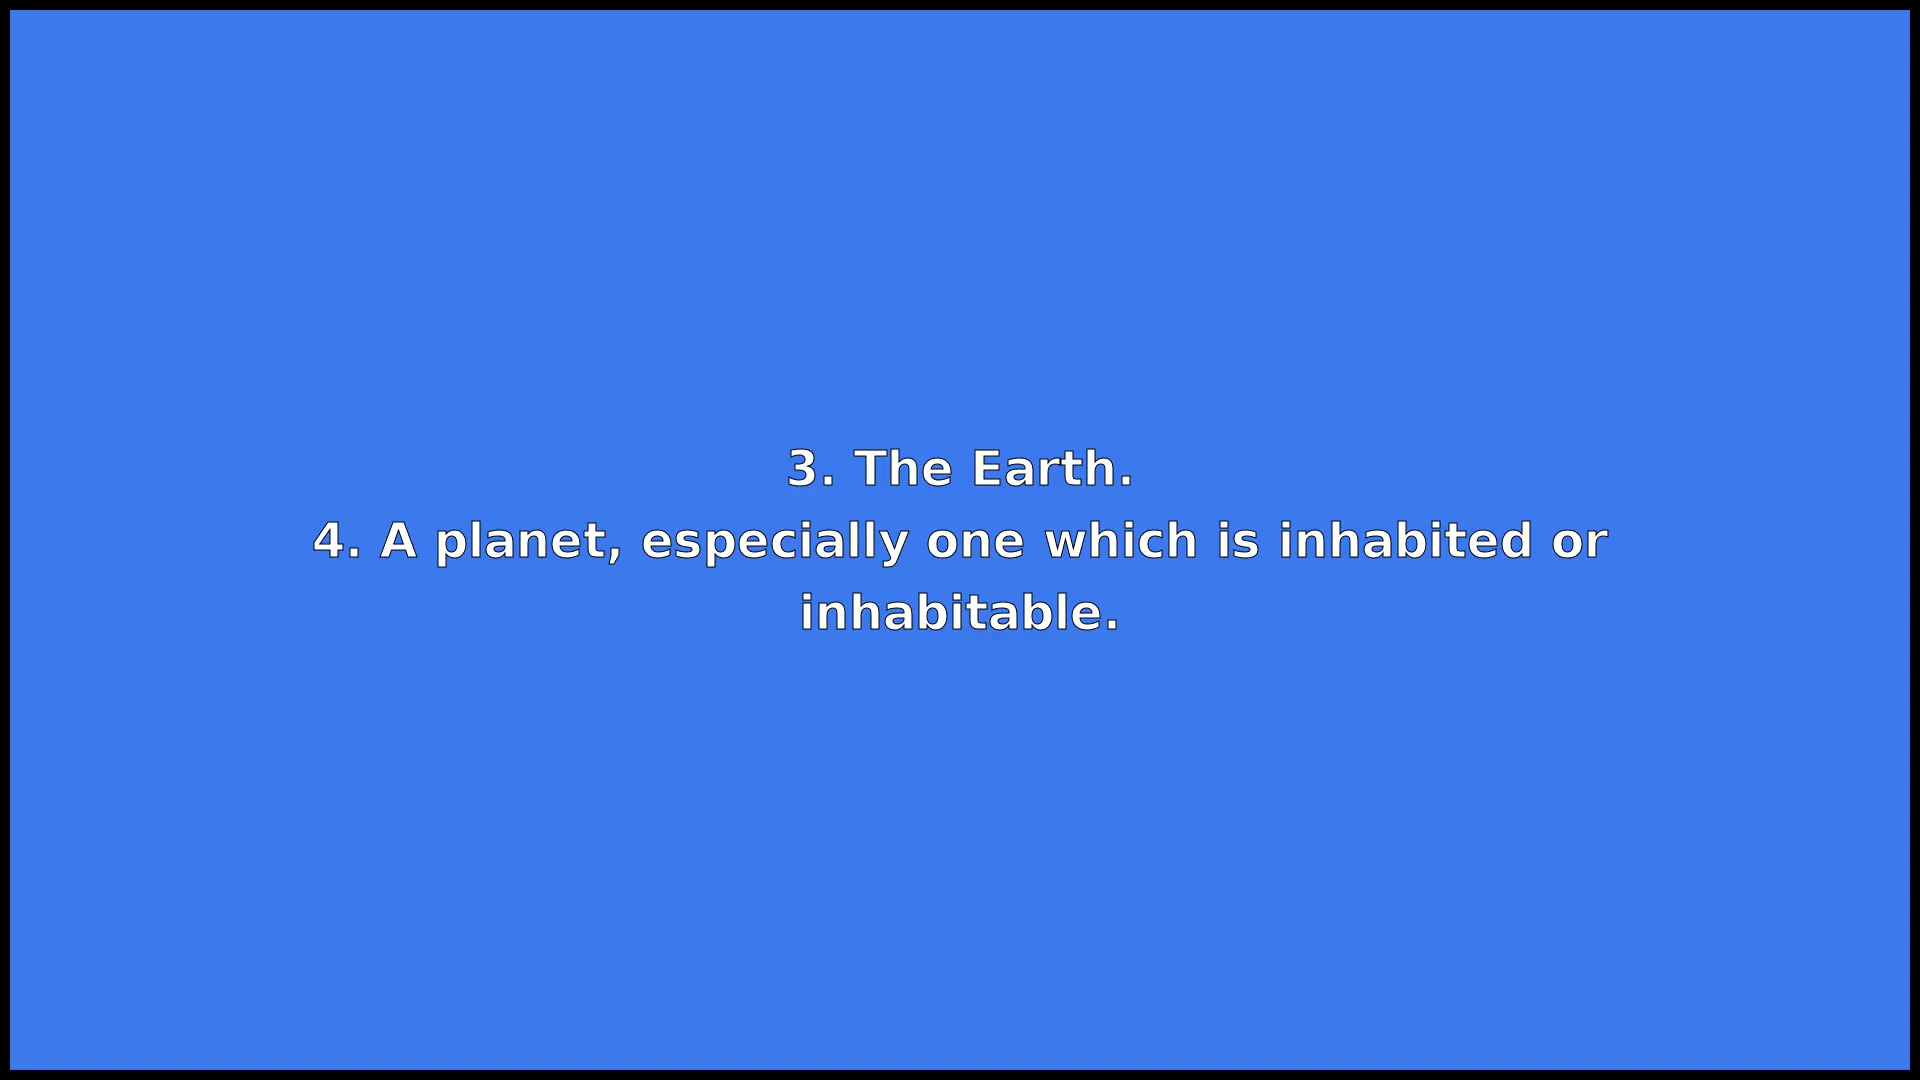 3. The Earth.
4. A planet, especially one which is inhabited or
inhabitable.